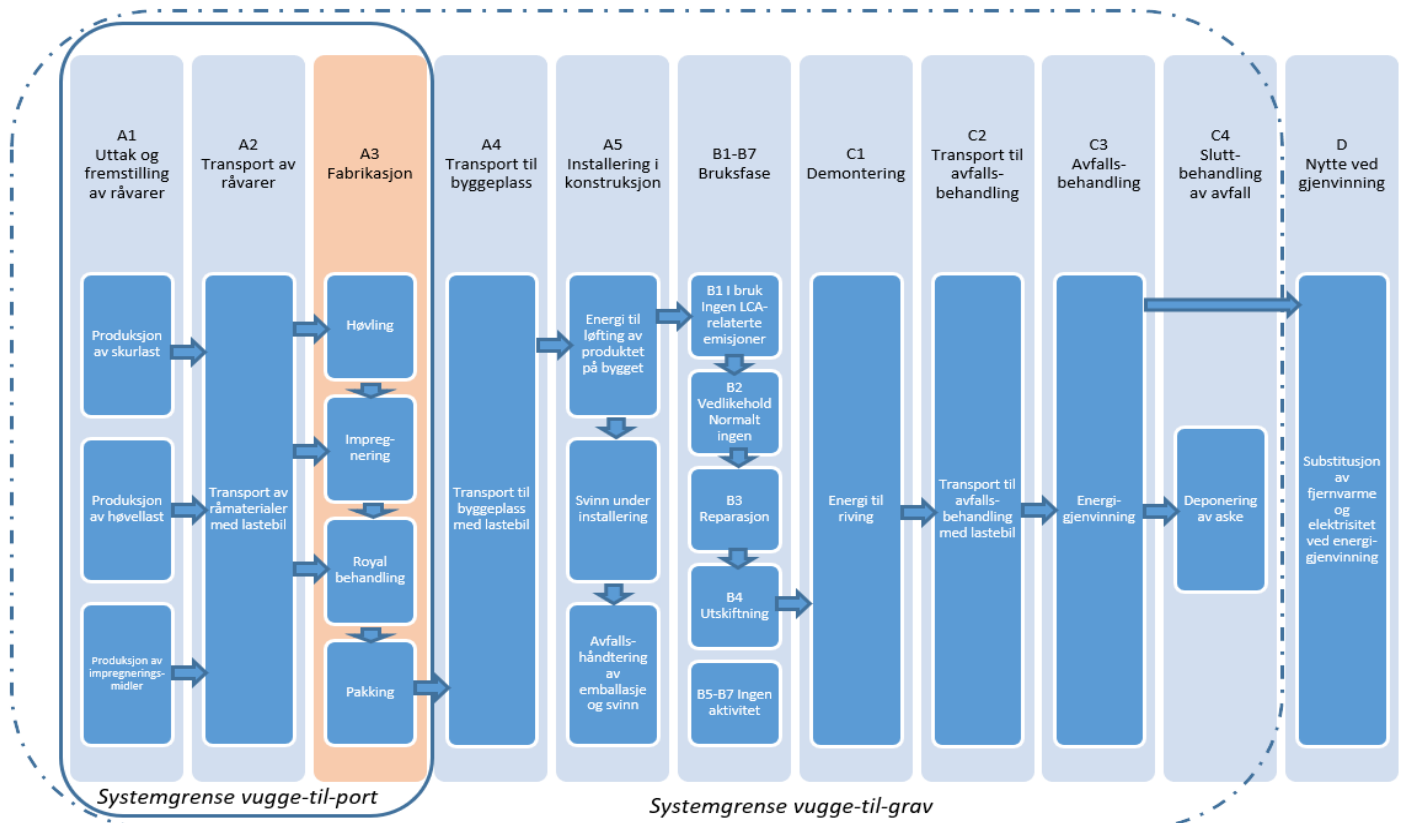 A1
Uttak og
fremstilling
av råvarer
A2
Transport av
råvarer
A3
Fabrikasjon
A4
Transport til
byggeplass
A5
Installering i
konstruksjon
B1-B7
Bruksfase
C1
Demontering
C2
Transport til
avfalls-
behandling
C3
Avfalls-
behandling
C4
Slutt-
behandling
av avfall
D
Nytte ved
gjenvinning
Produksjon
av skurlast
Produksjon
av høvellast
Produksjon av
impregnerings-
midler
Transport av
råmaterialer
med lastebil
Høvling
Impreg-
nering
Royal
behandling
Pakking
Transport til
byggeplass
med lastebil
Energi til
løfting av
produktet
på bygget
Svinn under
installering
Avfalls-
håndtering
av
emballasje
og svinn
B1 I bruk
Ingen LCA-
relaterte
emisjoner
B2
Vedlikehold
Normalt
ingen
B3
Reparasjon
B4
Utskiftning
B5-B7 Ingen
aktivitet
Energi til
riving
Transport til
avfalls-
behandling
med lastebil
Energi-
gjenvinning
Deponering
av aske
Substitusjon
av
fjernvarme
og
elektrisitet
ved energi-
gjenvinning
Systemgrense vugge-til-port
Systemgrense vugge-til-grav